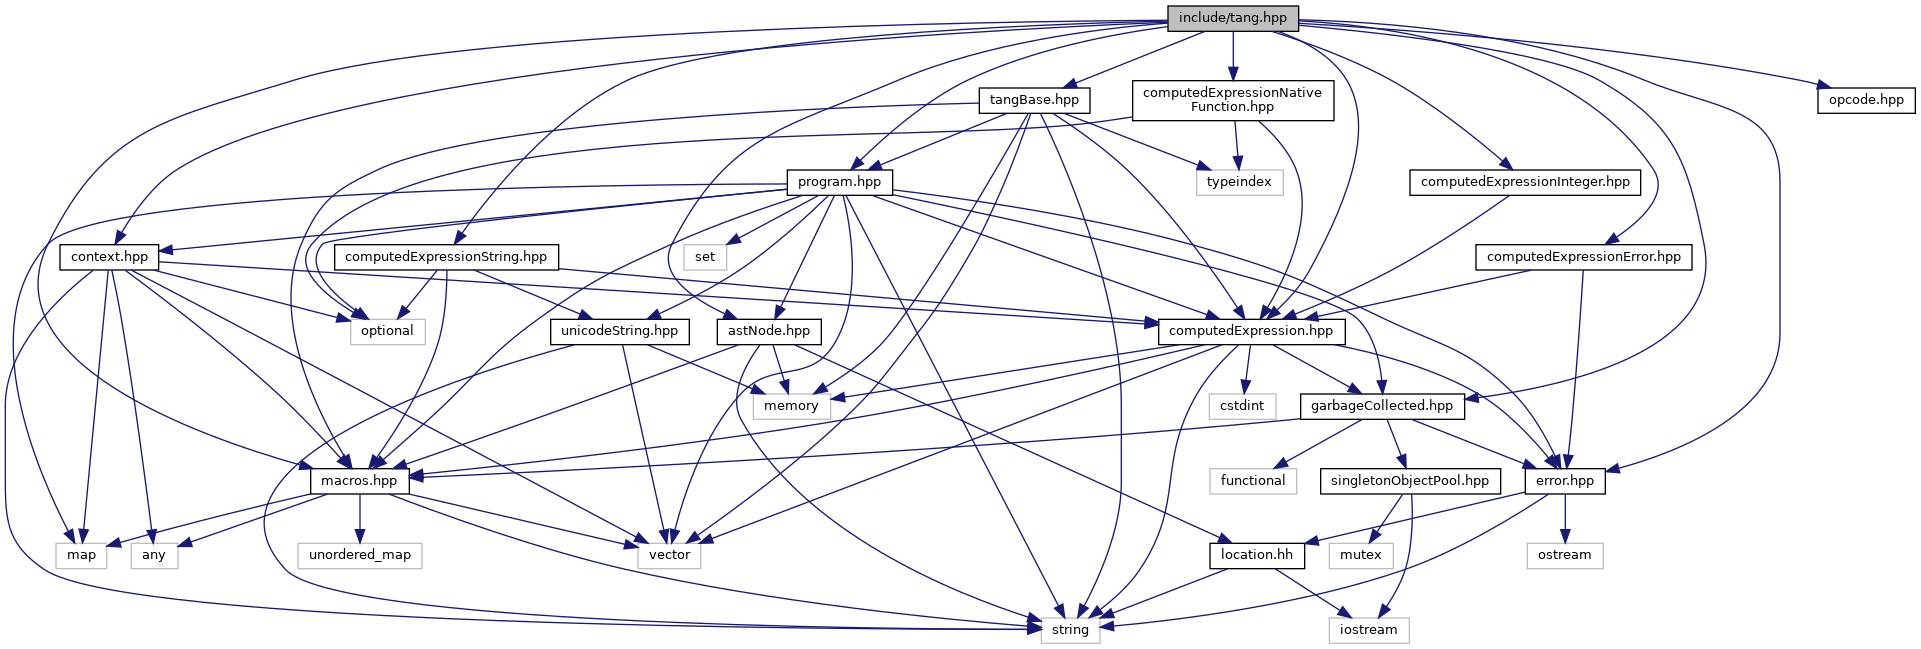 include/tang.hpp
tangBase.hpp
computedExpressionNative
Function.hpp
opcode.hpp
program.hpp
typeindex
computedExpressionInteger.hpp
context.hpp
computedExpressionString.hpp
set
computedExpressionError.hpp
optional
unicodeString.hpp
astNode.hpp
computedExpression.hpp
memory
cstdint
garbageCollected.hpp
macros.hpp
functional
singletonObjectPool.hpp
error.hpp
map
any
unordered_map
vector
location.hh
mutex
ostream
string
iostream